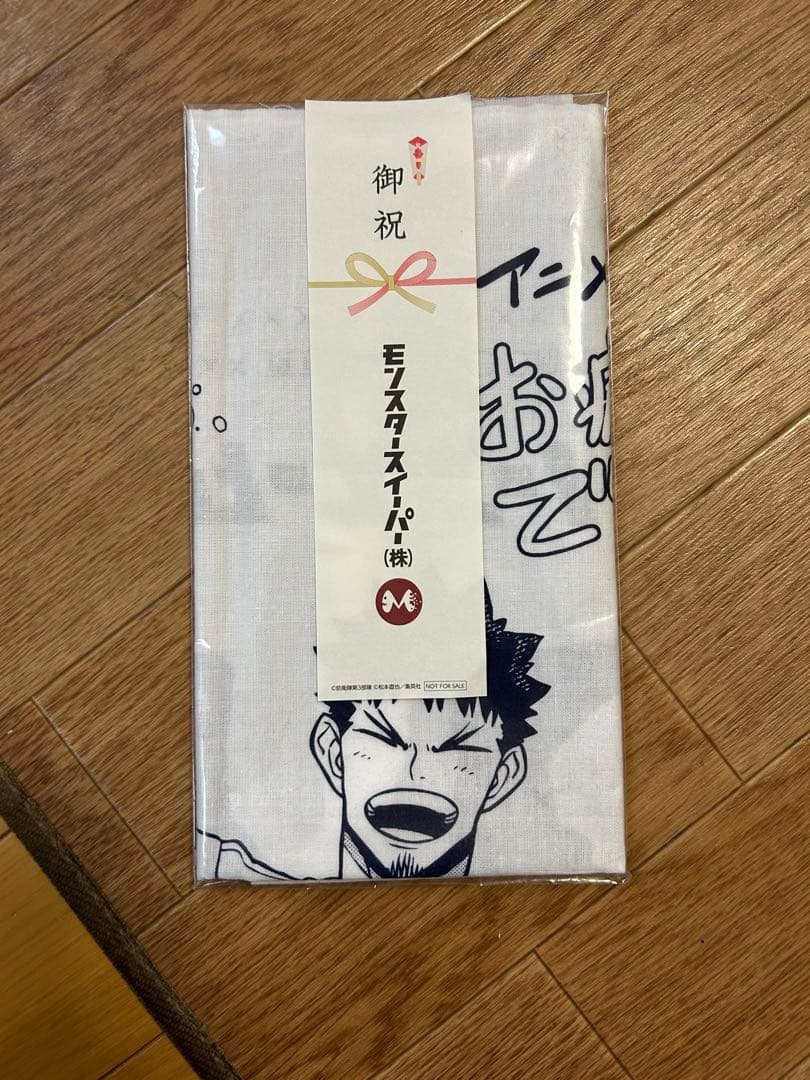 御祝
モンスタースイーパー(株)
M
©防衛隊第3部隊 ©松本直也/集英社 NOT FOR SALE
アニメ
お疲
で
。